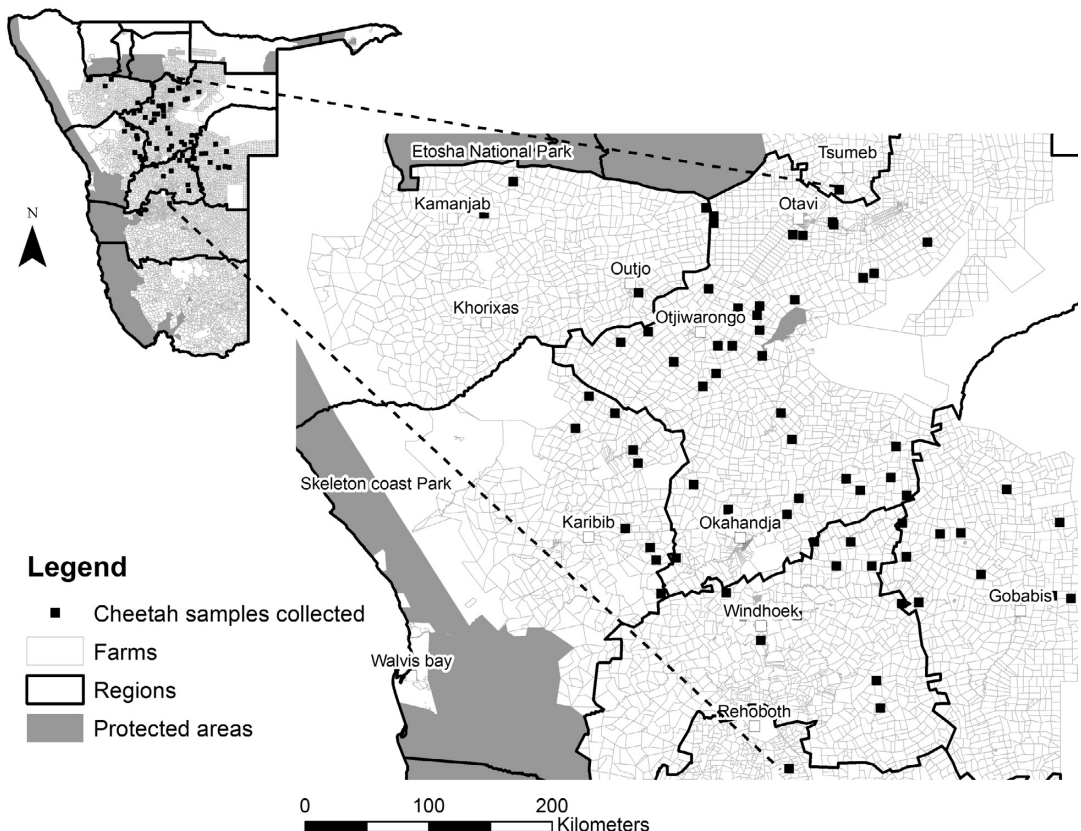 N
Etosha National Park
Tsumeb
Kamanjab
Otavi
Outjo
Khorixas
Otjiwarongo
Skeleton coast Park
Karibib
Okahandja
Gobabis
Windhoek
Walvis bay
Rehoboth
Legend
Cheetah samples collected
Farms
Regions
Protected areas
0 100 200
Kilometers